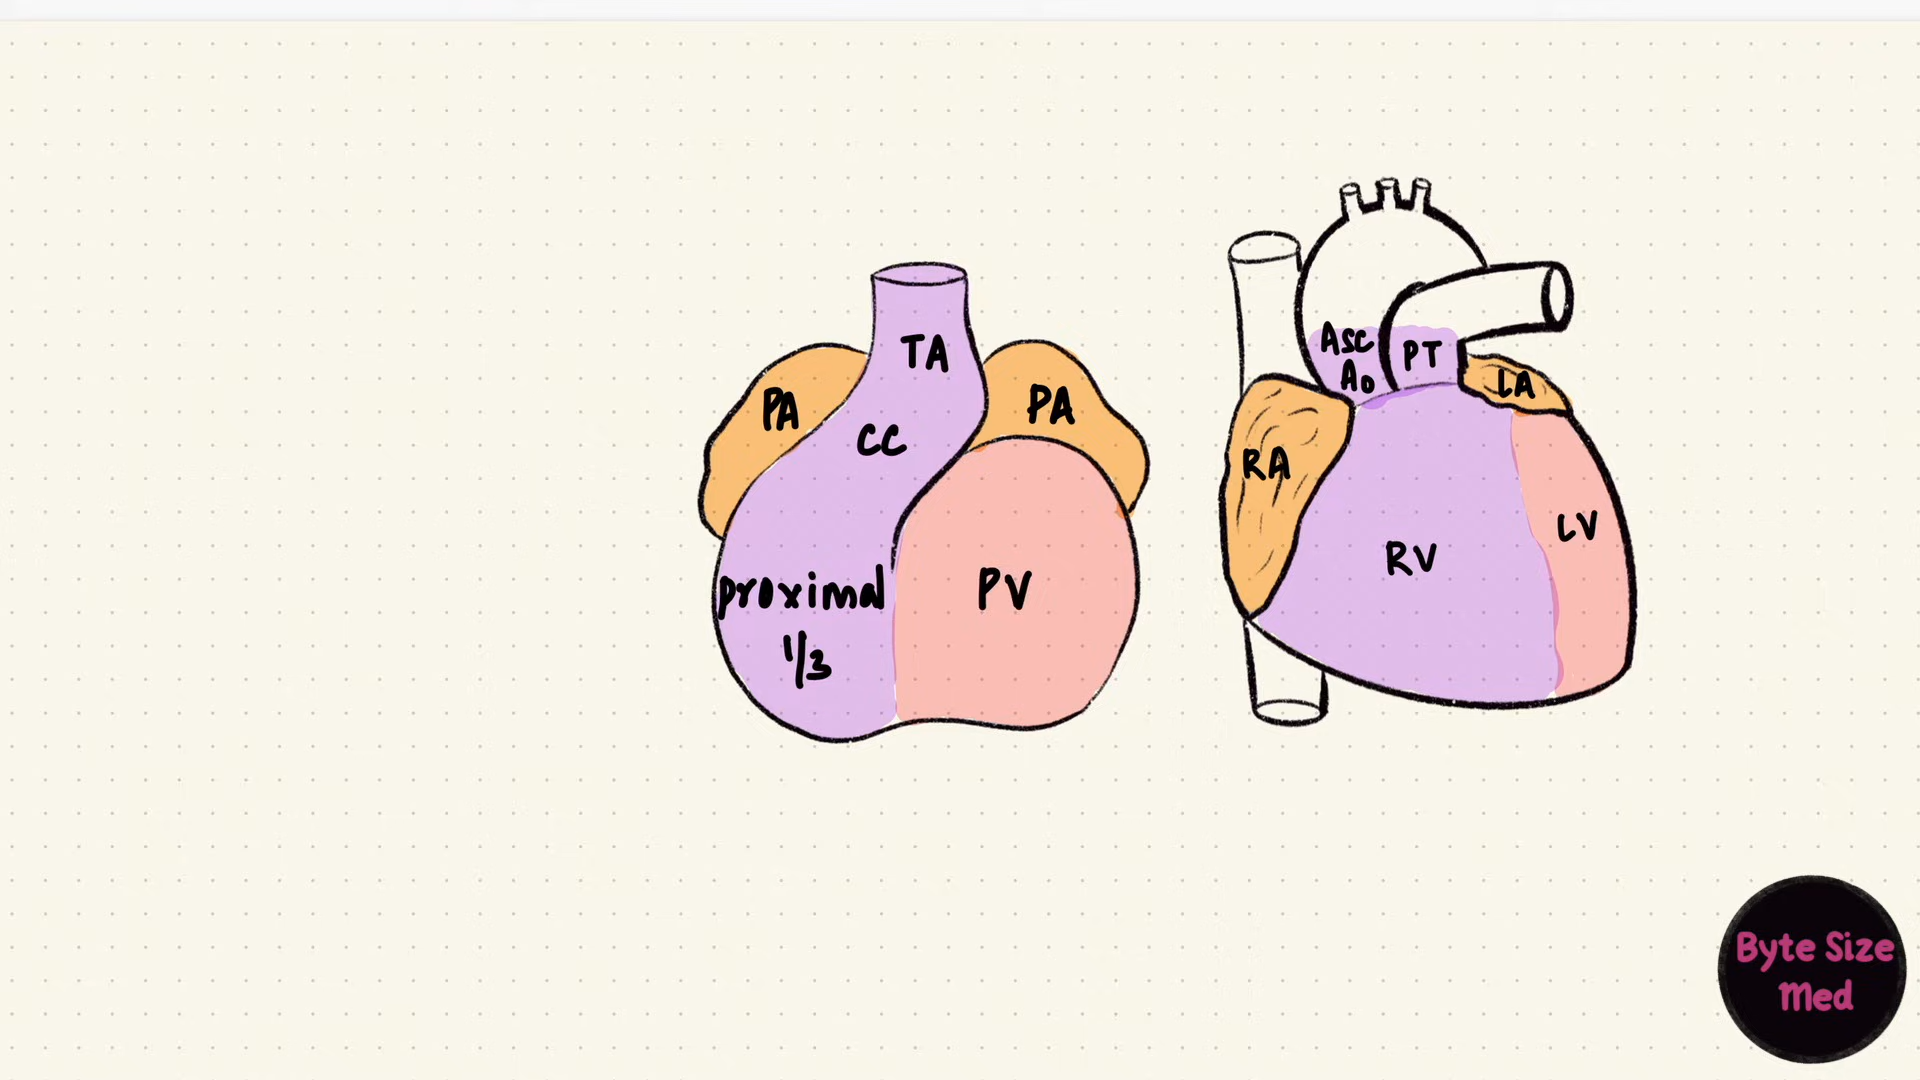 TA
PA
PA
CC
proximal
1/3
PV
Asc
Ao
PT
LA
RA
LV
RV
Byte Size
Med